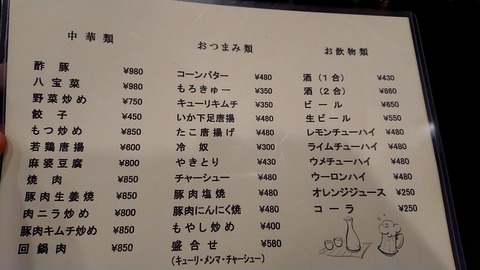 中華類
酢豚 ¥980
八宝菜 ¥980
野菜炒め ¥750
餃子 ¥450
もつ炒め ¥850
若鶏唐揚 ¥600
麻婆豆腐 ¥800
焼肉 ¥850
豚肉生姜焼 ¥850
肉ニラ炒め ¥800
豚肉キムチ炒め ¥850
回鍋肉 ¥850
おつまみ類
コーンバター ¥480
もろきゅー ¥350
キューリキムチ ¥350
いか下足唐揚 ¥480
たこ唐揚げ ¥480
冷奴 ¥300
やきとり ¥430
チャーシュー ¥480
豚肉塩焼 ¥480
豚肉にんにく焼 ¥480
もやし炒め ¥400
盛合せ ¥580
(キューリ・メンマ・チャーシュー)
お飲物類
酒(1合) ¥430
酒(2合) ¥860
ビール ¥650
生ビール ¥550
レモンチューハイ ¥480
ライムチューハイ ¥480
ウメチューハイ ¥480
ウーロンハイ ¥480
オレンジジュース ¥250
コーラ ¥250